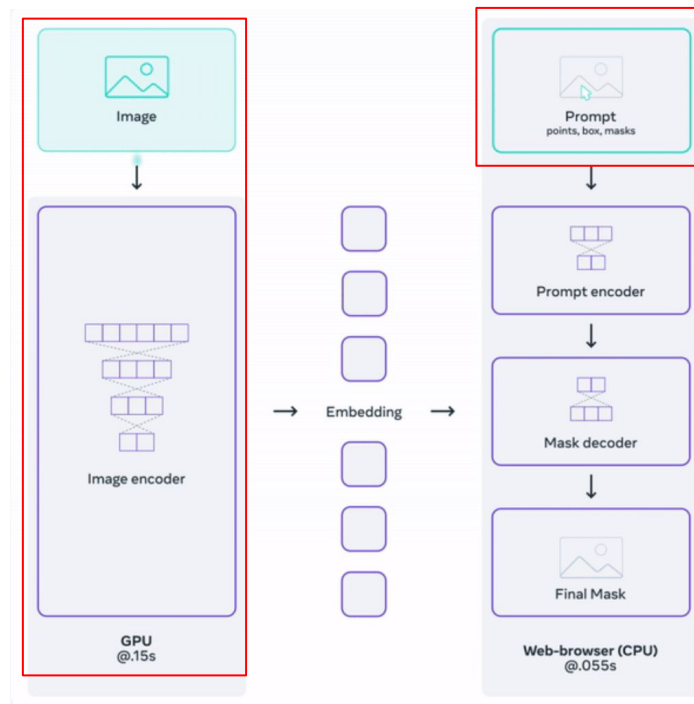 Image
Image encoder
GPU
@.15s
Embedding
Prompt
points, box, masks
Prompt encoder
Mask decoder
Final Mask
Web-browser (CPU)
@.055s